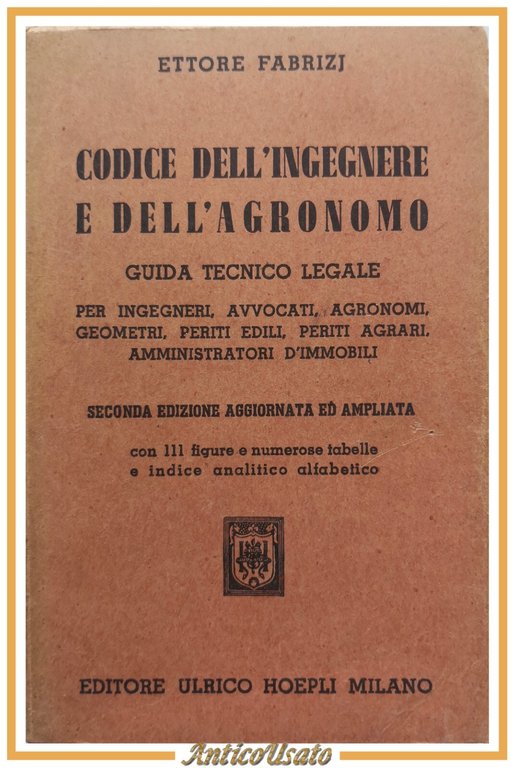 ETTORE FABRIZJ
CODICE DELL'INGEGNERE
E DELL'AGRONOMO
GUIDA TECNICO LEGALE
PER INGEGNERI, AVVOCATI, AGRONOMI,
GEOMETRI, PERITI EDILI, PERITI AGRARI,
AMMINISTRATORI D'IMMOBILI
SECONDA EDIZIONE AGGIORNATA ED AMPLIATA
con 111 figure e numerose tabelle
e indice analitico alfabetico
EDITORE ULRICO HOEPLI MILANO
AnticoUsato